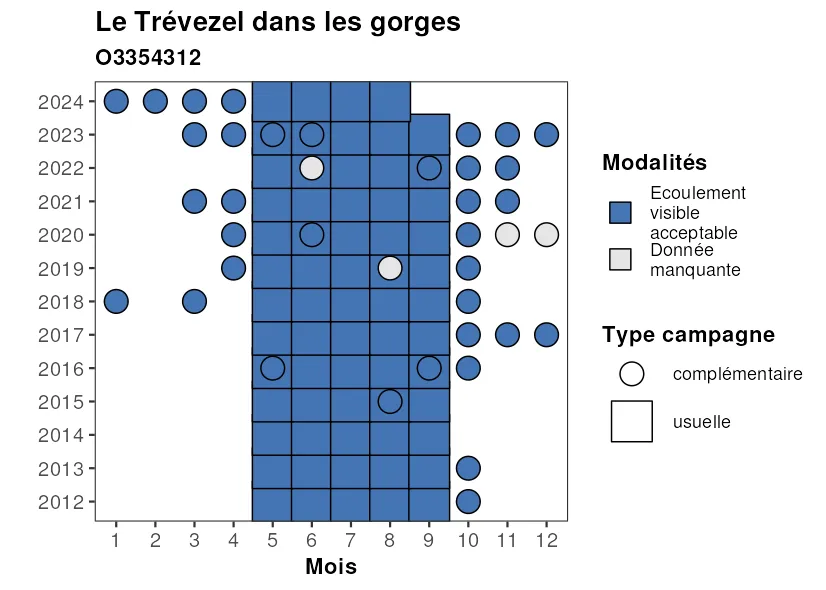 Le Trévezel dans les gorges
O3354312
2024
2023
2022
2021
2020
2019
2018
2017
2016
2015
2014
2013
2012
1 2 3 4 5 6 7 8 9 10 11 12
Mois
Modalités
Ecoulement
visible
acceptable
Donnée
manquante
Type campagne
complémentaire
usuelle